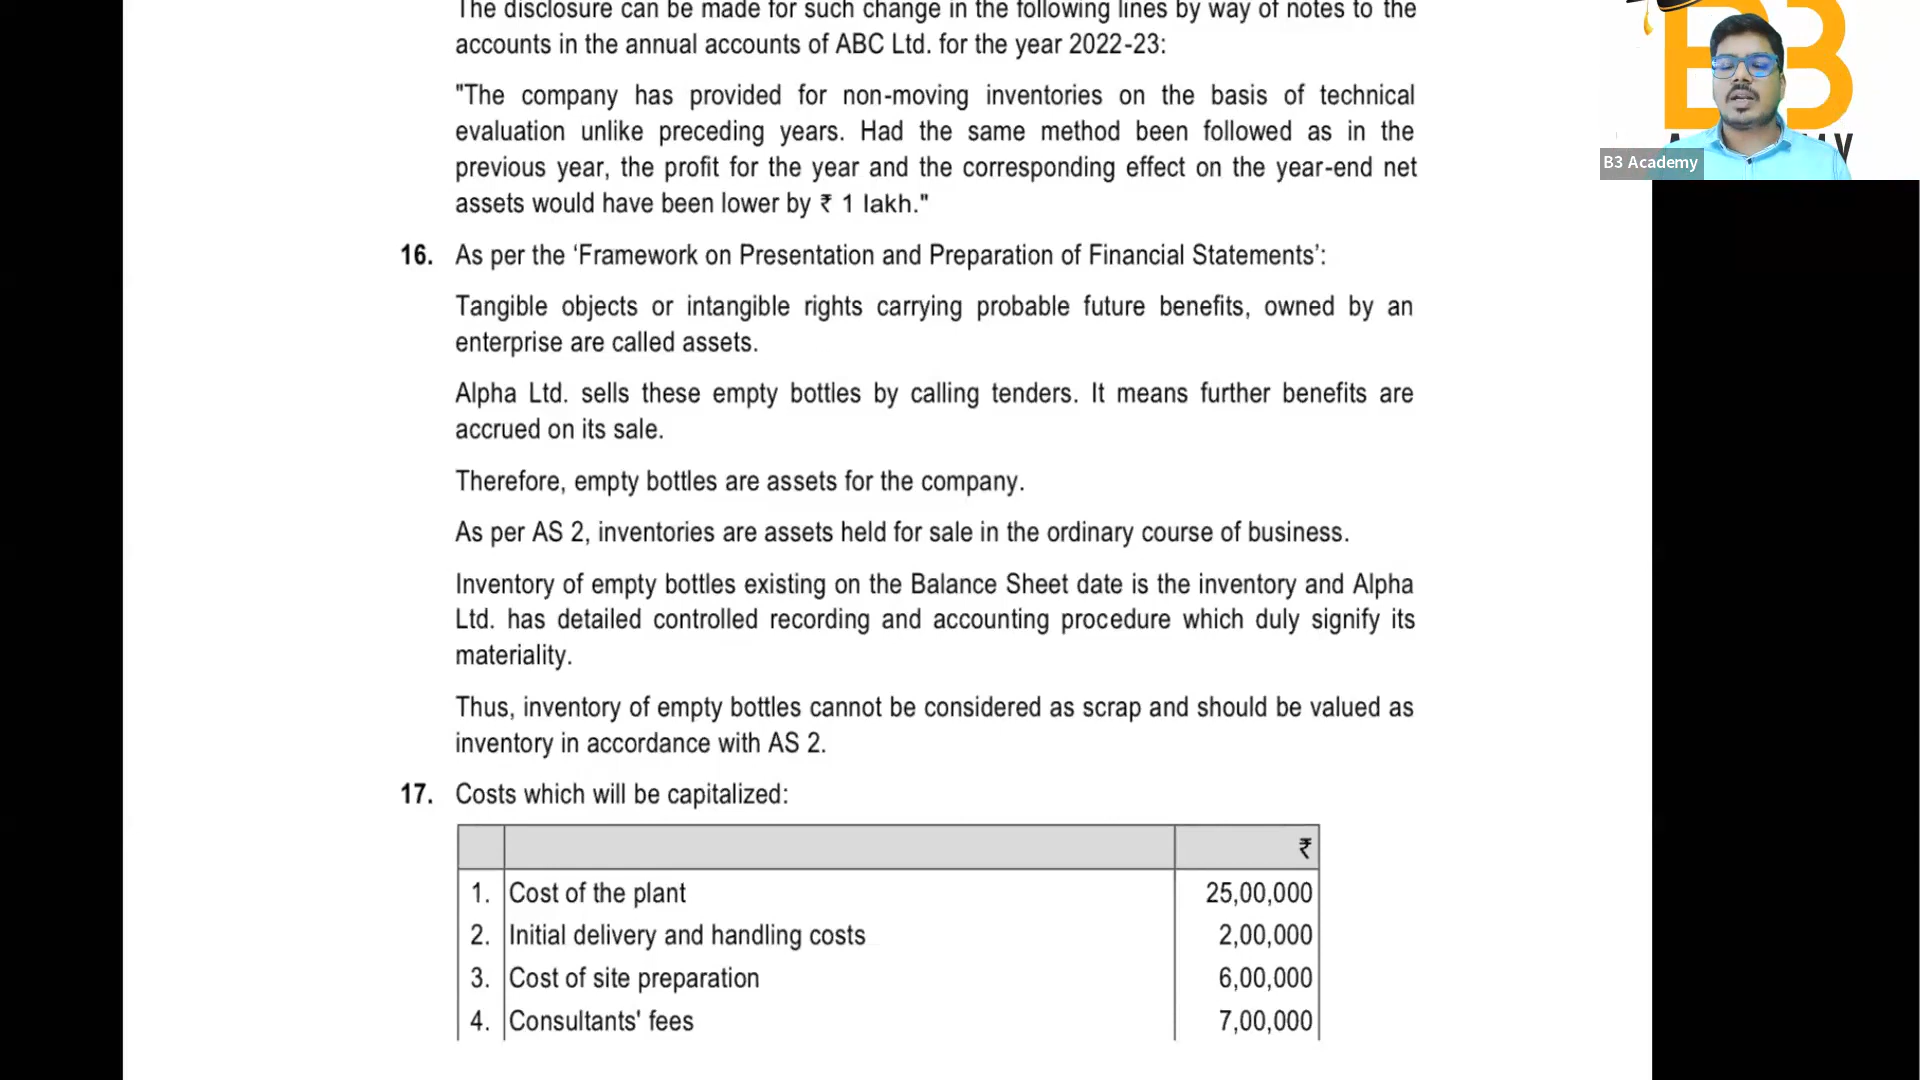 The disclosure can be made for such change in the following lines by way of notes to the
accounts in the annual accounts of ABC Ltd. for the year 2022-23:
"The company has provided for non-moving inventories on the basis of technical
evaluation unlike preceding years. Had the same method been followed as in the
previous year, the profit for the year and the corresponding effect on the year-end net
assets would have been lower by ₹ 1 lakh."
16. As per the ‘Framework on Presentation and Preparation of Financial Statements’:
Tangible objects or intangible rights carrying probable future benefits, owned by an
enterprise are called assets.
Alpha Ltd. sells these empty bottles by calling tenders. It means further benefits are
accrued on its sale.
Therefore, empty bottles are assets for the company.
As per AS 2, inventories are assets held for sale in the ordinary course of business.
Inventory of empty bottles existing on the Balance Sheet date is the inventory and Alpha
Ltd. has detailed controlled recording and accounting procedure which duly signify its
materiality.
Thus, inventory of empty bottles cannot be considered as scrap and should be valued as
inventory in accordance with AS 2.
17. Costs which will be capitalized:
₹
1. Cost of the plant 25,00,000
2. Initial delivery and handling costs 2,00,000
3. Cost of site preparation 6,00,000
4. Consultants' fees 7,00,000
B3
B3 Academy